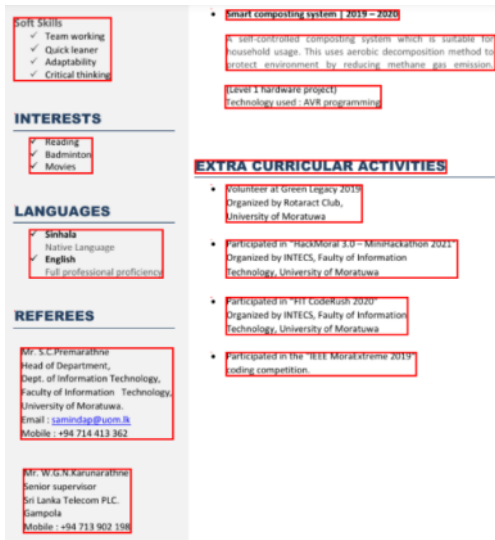 Soft Skills
✓ Team working
✓ Quick leaner
✓ Adaptability
✓ Critical thinking
INTERESTS
✓ Reading
✓ Badminton
✓ Movies
LANGUAGES
✓ Sinhala
Native Language
✓ English
Full professional proficiency
REFEREES
Mr. S.C.Premarathne
Head of Department,
Dept. of Information Technology,
Faculty of Information Technology,
University of Moratuwa.
Email : samindap@uom.lk
Mobile : +94 714 413 362
Mr. W.G.N.Karunarathne
Senior supervisor
Sri Lanka Telecom PLC.
Gampola
Mobile : +94 713 902 198
• Smart composting system | 2019 – 2020
A self-controlled composting system which is suitable for
household usage. This uses aerobic decomposition method to
protect environment by reducing methane gas emission.
(Level 1 hardware project)
Technology used : AVR programming
EXTRA CURRICULAR ACTIVITIES
• Volunteer at Green Legacy 2019
Organized by Rotaract Club,
University of Moratuwa
• Participated in "HackMoral 3.0 – MiniHackathon 2021"
Organized by INTECS, Faulty of Information
Technology, University of Moratuwa
• Participated in "FIT CodeRush 2020"
Organized by INTECS, Faulty of Information
Technology, University of Moratuwa
• Participated in the "IEEE MoraExtreme 2019"
coding competition.